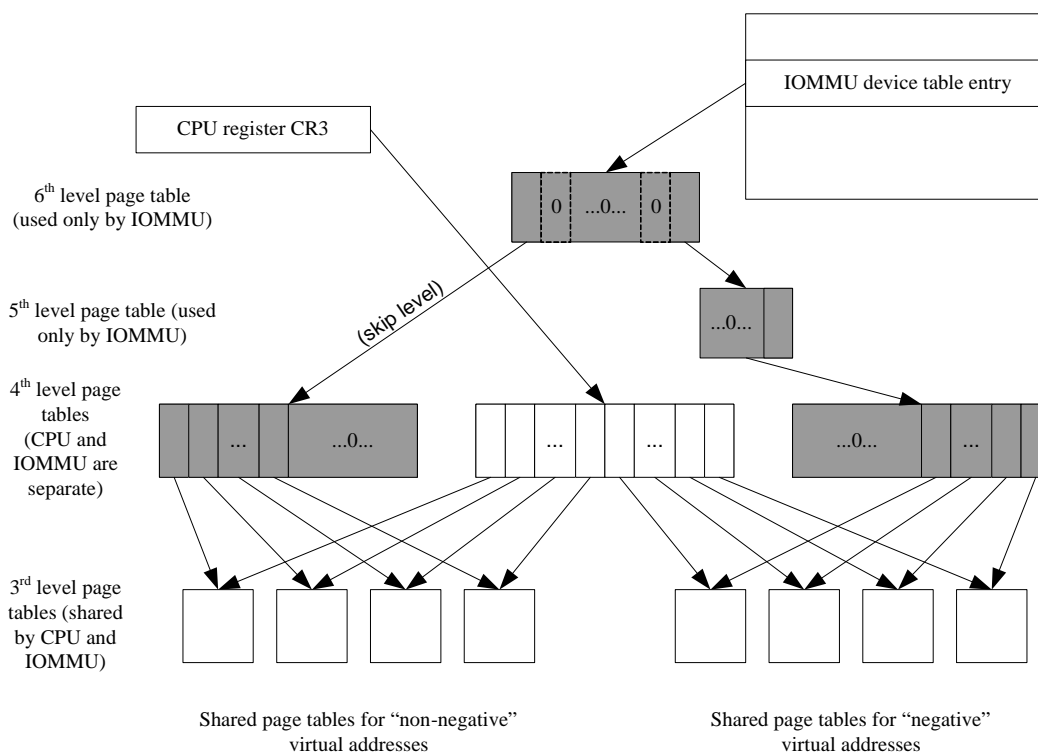 IOMMU device table entry
CPU register CR3
6th level page table
(used only by IOMMU)
0 ...0... 0
(skip level)
5th level page table (used
only by IOMMU)
...0...
4th level page
tables
(CPU and
IOMMU are
separate)
... ...0... ... ... ...0... ...
3rd level page
tables (shared
by CPU and
IOMMU)
Shared page tables for “non-negative”
virtual addresses
Shared page tables for “negative”
virtual addresses